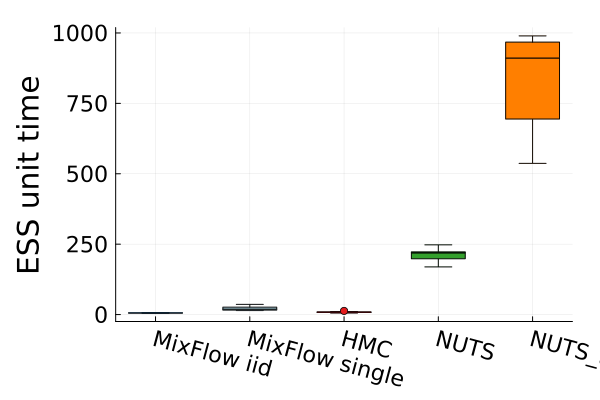 ESS unit time
1000
750
500
250
0
MixFlow iid
MixFlow single
HMC
NUTS
NUTS_